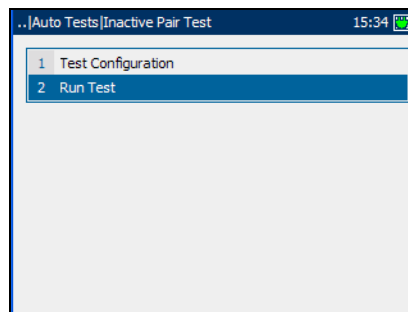 ..|Auto Tests|Inactive Pair Test 15:34
1 Test Configuration
2 Run Test